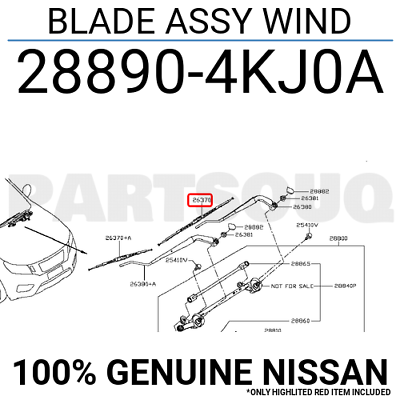 BLADE ASSY WIND
28890-4KJ0A
PARTSOUQ
28882
26370
26381
26380
28882
26370+A
26381
25410V
28800
25410V
28865
26380+A
NOT FOR SALE
28840P
28860
28810
100% GENUINE NISSAN
*ONLY HIGHLITED RED ITEM INCLUDED